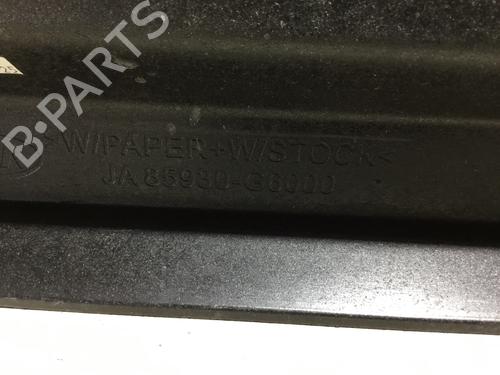 B-PARTS
>W/PAPER+W/STOCK<
JA 85930-G6000